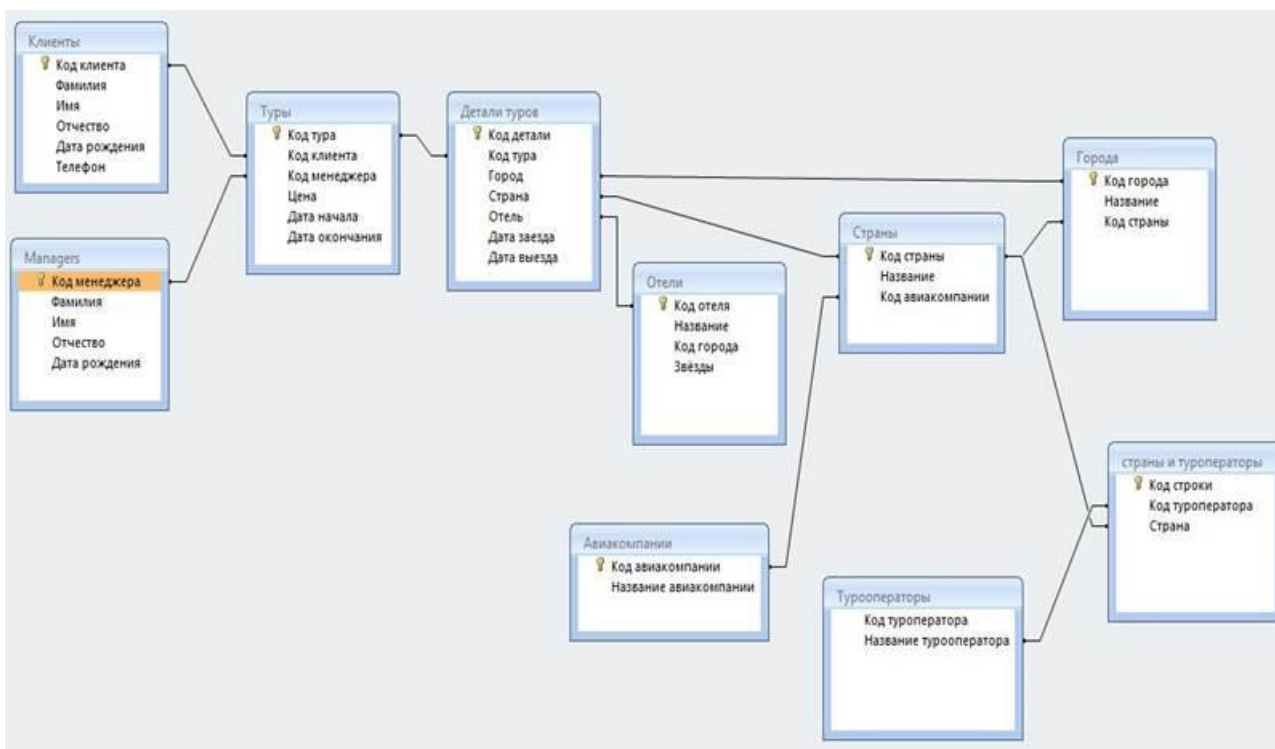 Клиенты
Код клиента
Фамилия
Имя
Отчество
Дата рождения
Телефон
Managers
Код менеджера
Фамилия
Имя
Отчество
Дата рождения
Туры
Код тура
Код клиента
Код менеджера
Цена
Дата начала
Дата окончания
Детали туров
Код детали
Код тура
Город
Страна
Отель
Дата заезда
Дата выезда
Отели
Код отеля
Название
Код города
Звёзды
Страны
Код страны
Название
Код авиакомпании
Города
Код города
Название
Код страны
Авиакомпании
Код авиакомпании
Название авиакомпании
Турооператоры
Код туроператора
Название турооператора
страны и туроператоры
Код строки
Код туроператора
Страна